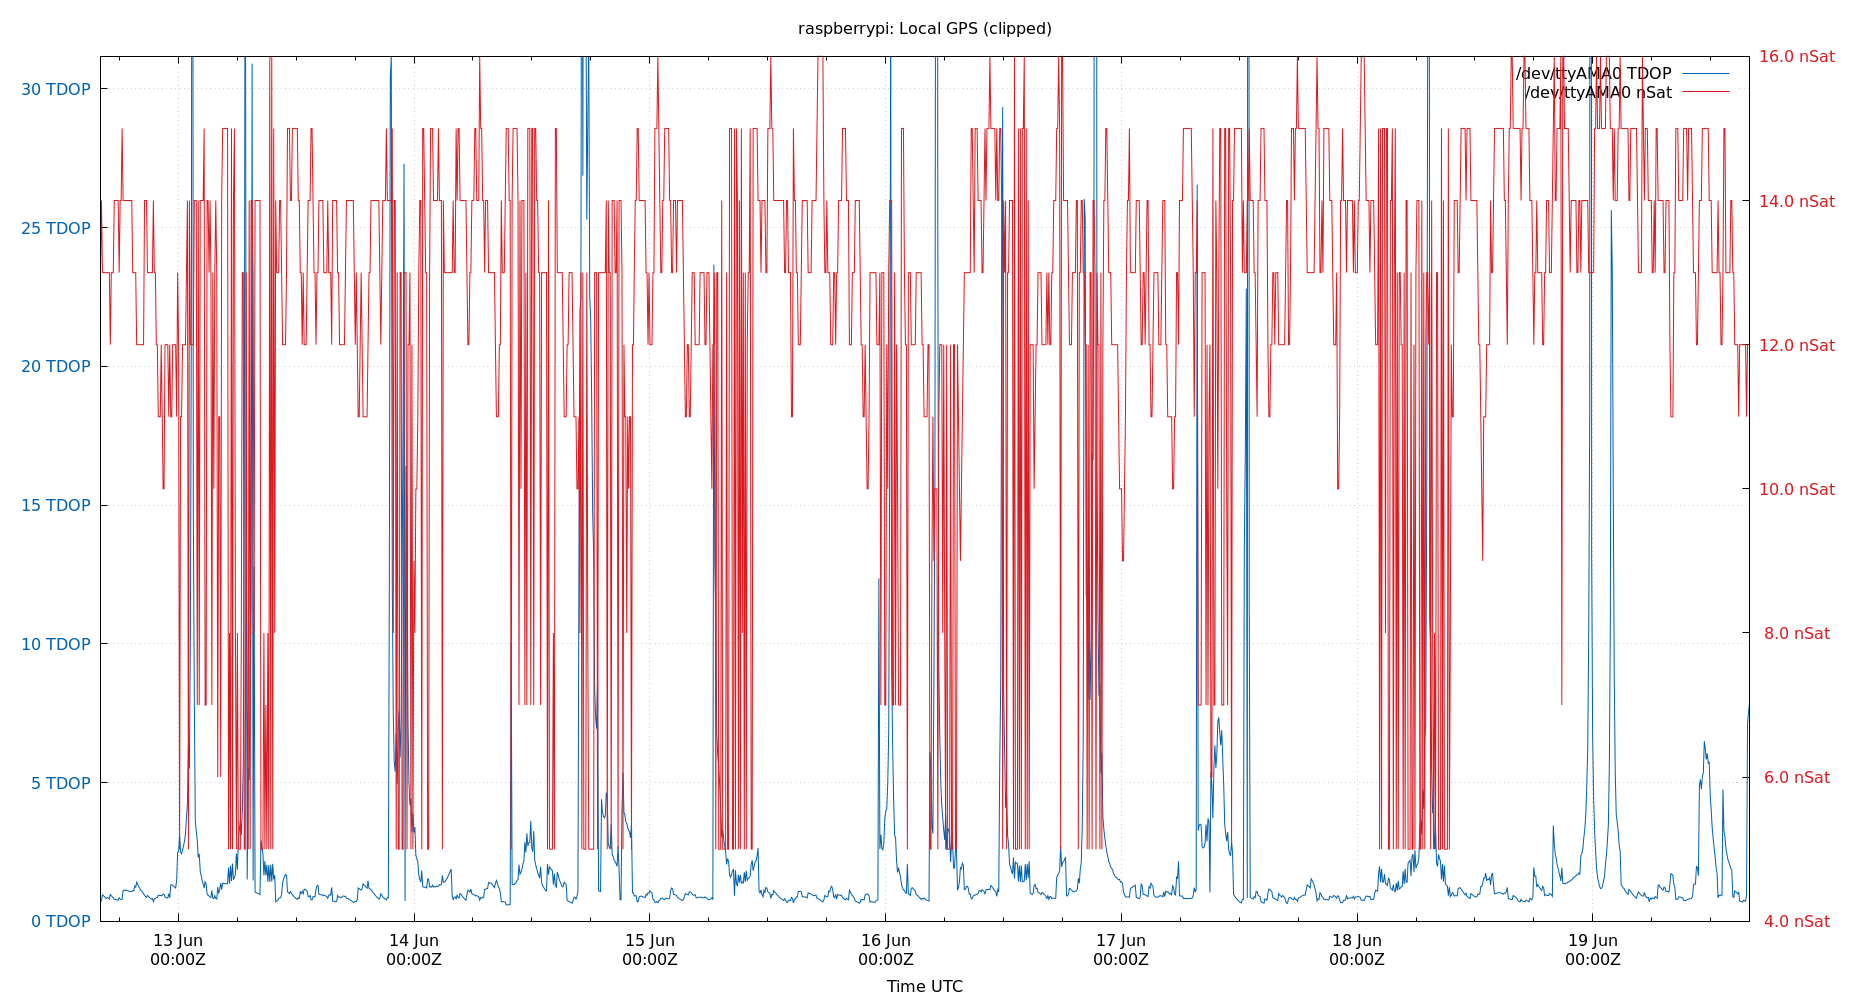 raspberrypi: Local GPS (clipped)
/dev/ttyAMA0 TDOP
/dev/ttyAMA0 nSat
30 TDOP
25 TDOP
20 TDOP
15 TDOP
10 TDOP
5 TDOP
0 TDOP
16.0 nSat
14.0 nSat
12.0 nSat
10.0 nSat
8.0 nSat
6.0 nSat
4.0 nSat
13 Jun 14 Jun 15 Jun 16 Jun 17 Jun 18 Jun 19 Jun
00:00Z 00:00Z 00:00Z 00:00Z 00:00Z 00:00Z 00:00Z
Time UTC